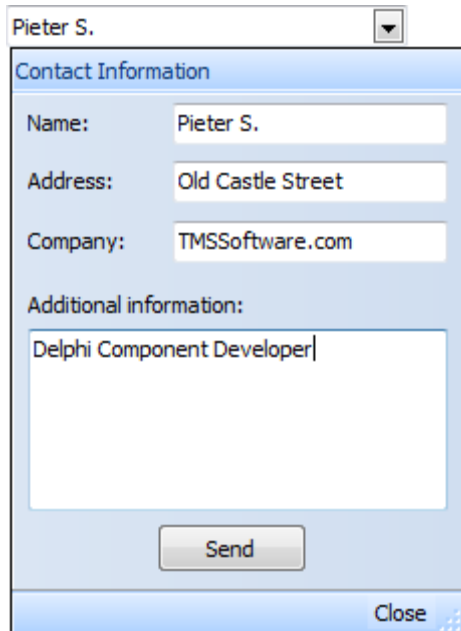 Pieter S.
Contact Information
Name: Pieter S.
Address: Old Castle Street
Company: TMSSoftware.com
Additional information:
Delphi Component Developer
Send
Close